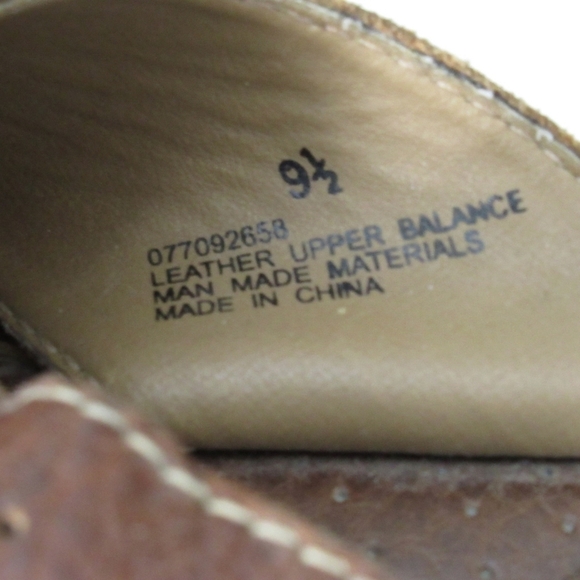 9½
077092658
LEATHER UPPER BALANCE
MAN MADE MATERIALS
MADE IN CHINA